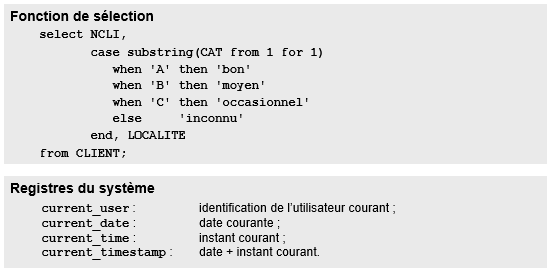 Fonction de sélection
select NCLI,
case substring(CAT from 1 for 1)
when 'A' then 'bon'
when 'B' then 'moyen'
when 'C' then 'occasionnel'
else 'inconnu'
end, LOCALITE
from CLIENT;
Registres du système
current_user : identification de l'utilisateur courant ;
current_date : date courante ;
current_time : instant courant ;
current_timestamp : date + instant courant.